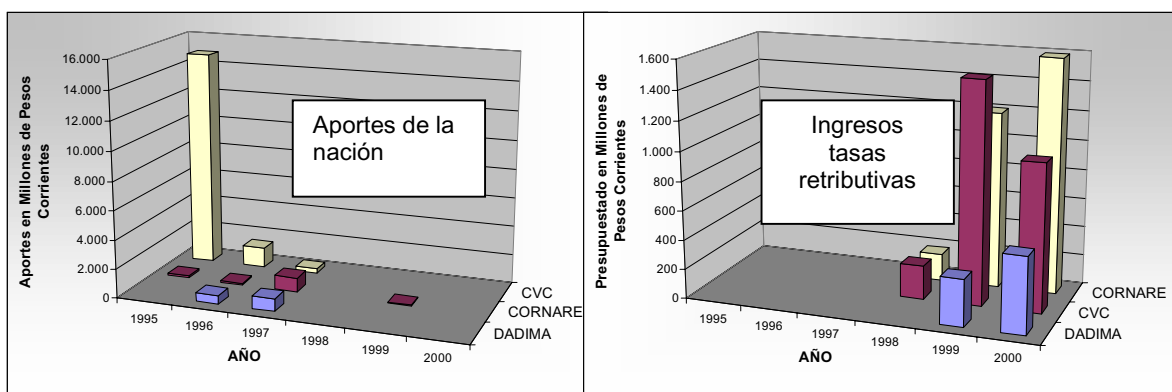 Aportes en Millones de Pesos
Corrientes
16.000
14.000
12.000
10.000
8.000
6.000
4.000
2.000
0
Aportes de la
nación
1995
1996
1997
1998
1999
2000
AÑO
CVC
CORNARE
DADIMA
Presupuestado en Millones de
Pesos Corrientes
1.600
1.400
1.200
1.000
800
600
400
200
0
Ingresos
tasas
retributivas
1995
1996
1997
1998
1999
2000
AÑO
CORNARE
CVC
DADIMA